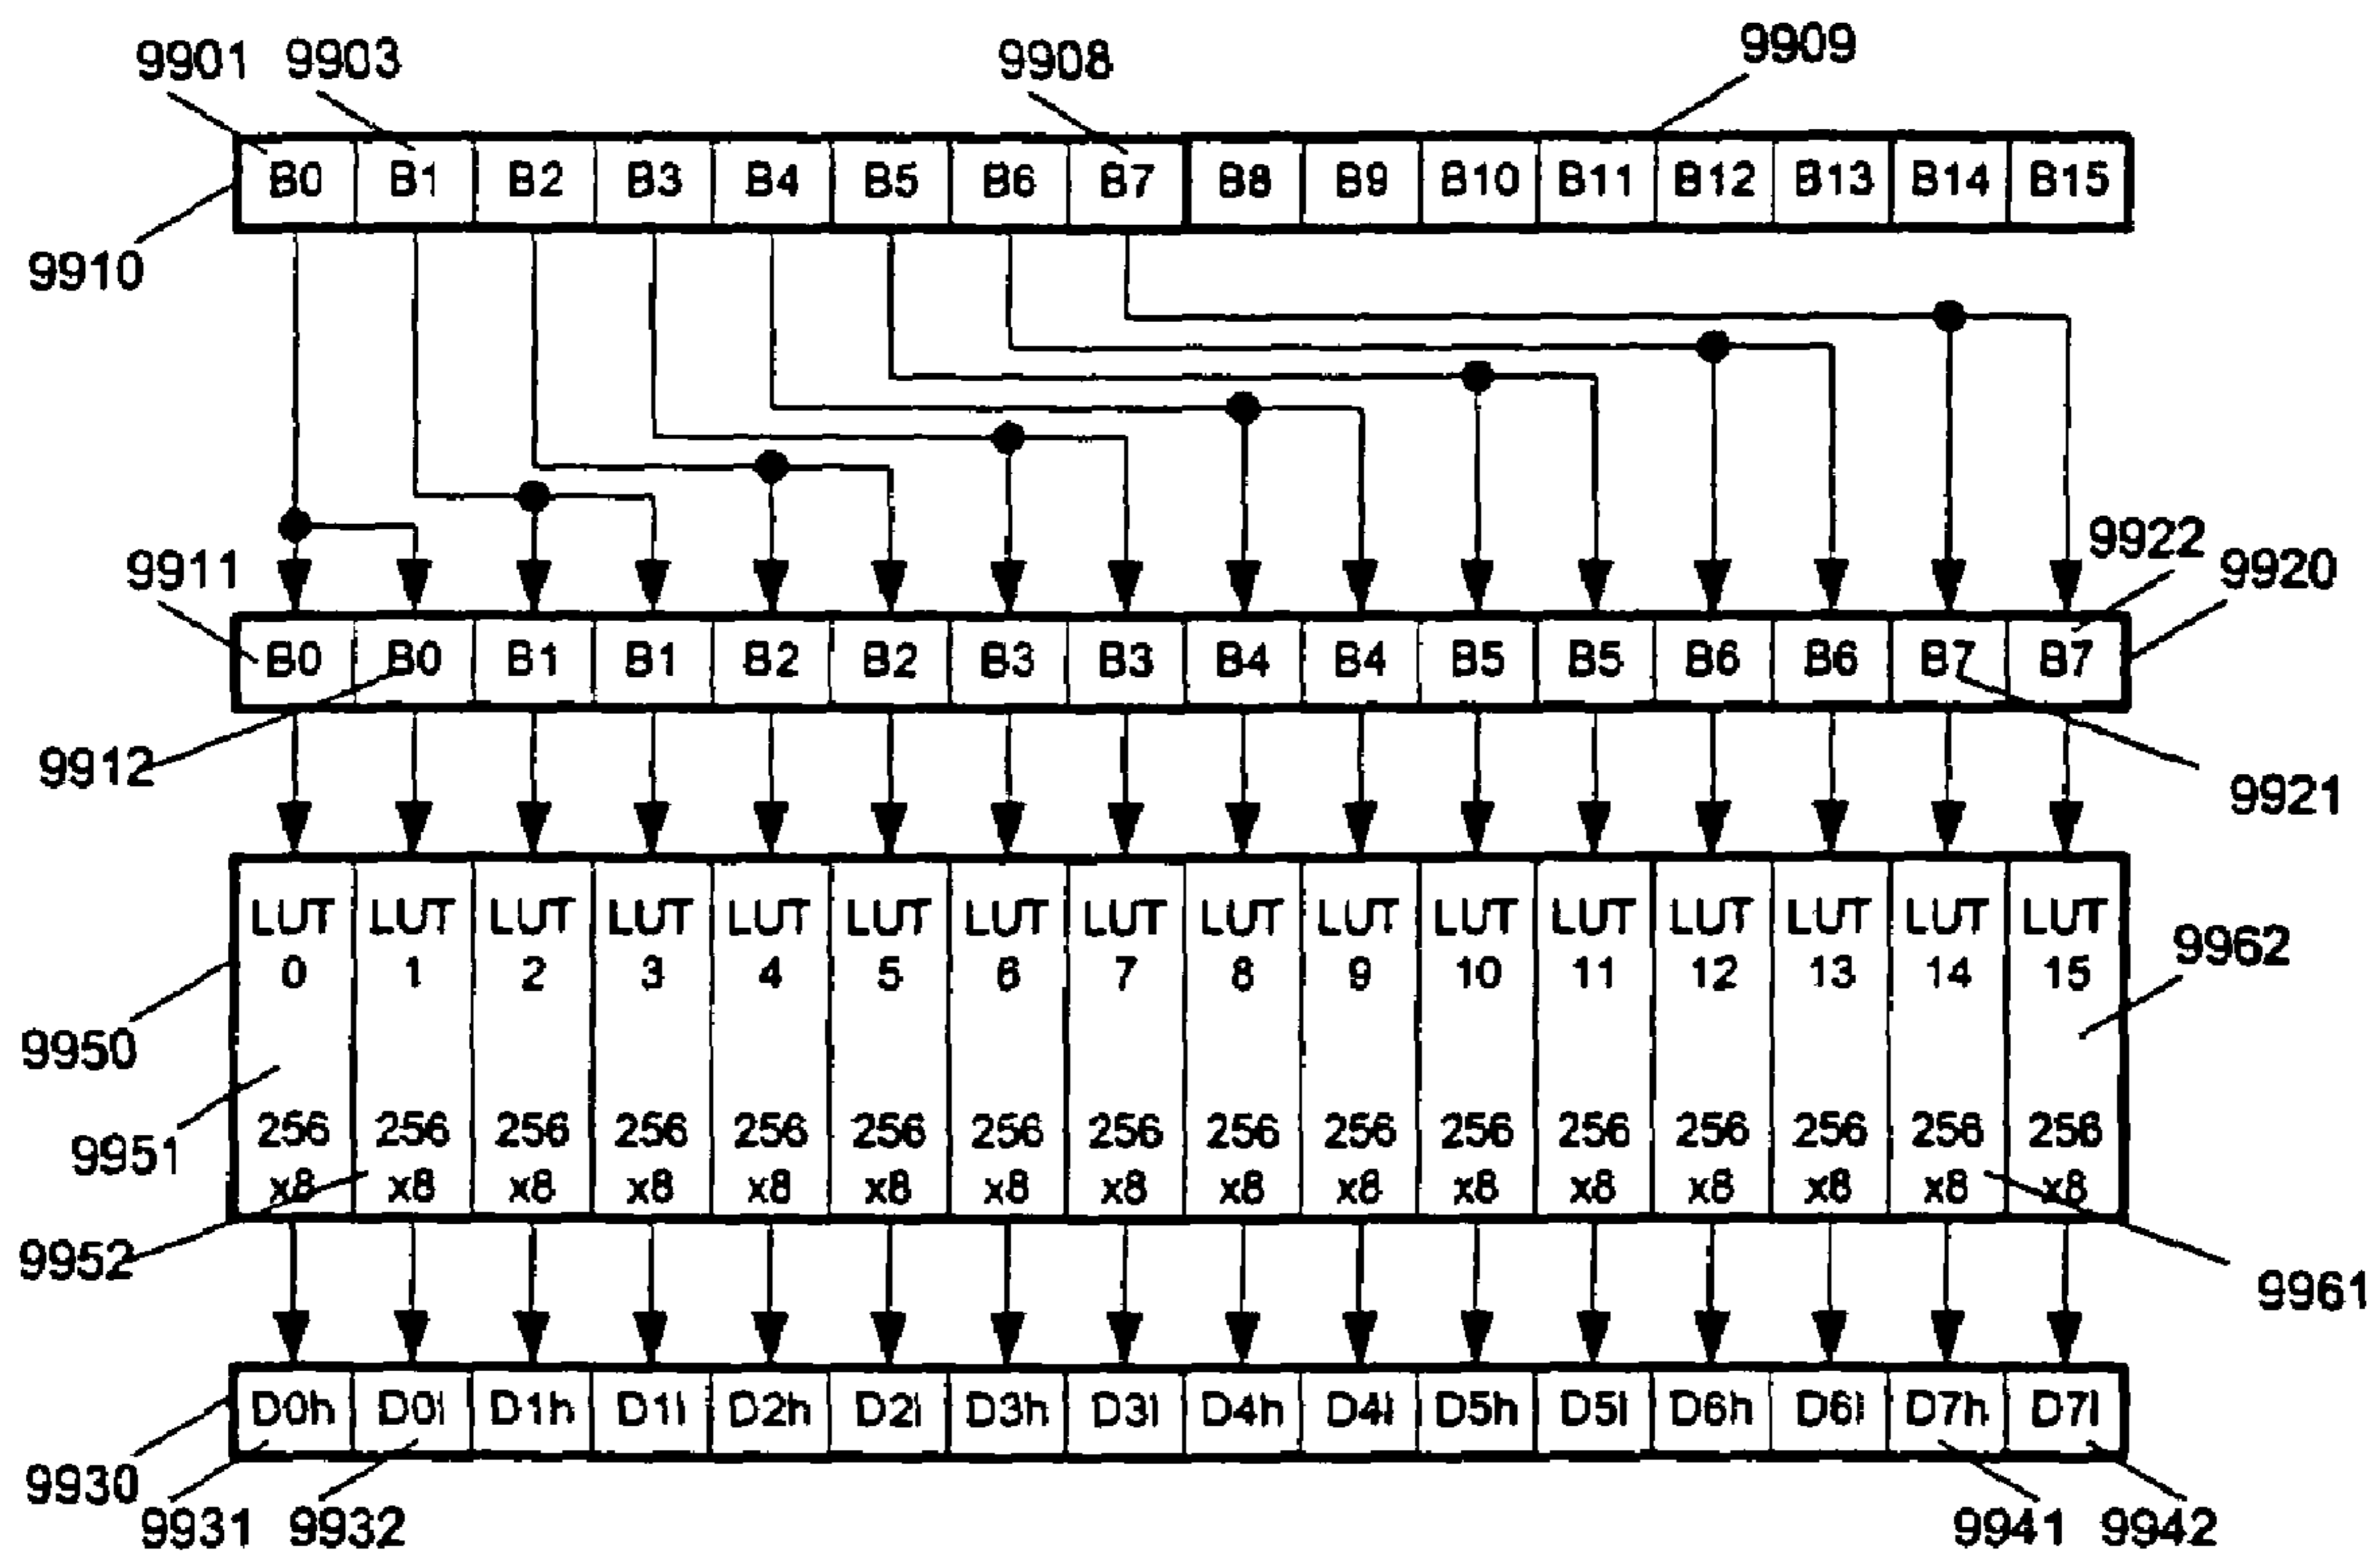 9901 9903 9908 9909
B0 B1 B2 B3 B4 B5 B6 B7 B8 B9 B10 B11 B12 B13 B14 B15
9910
9922
9911 9920
B0 B0 B1 B1 B2 B2 B3 B3 B4 B4 B5 B5 B6 B6 B7 B7
9912 9921
LUT LUT LUT LUT LUT LUT LUT LUT LUT LUT LUT LUT LUT LUT LUT LUT
0 1 2 3 4 5 6 7 8 9 10 11 12 13 14 15
9962
9950
256 256 256 256 256 256 256 256 256 256 256 256 256 256 256 256
9951
x8 x8 x8 x8 x8 x8 x8 x8 x8 x8 x8 x8 x8 x8 x8 x8
9952 9961
D0h D0l D1h D1l D2h D2l D3h D3l D4h D4l D5h D5l D6h D6l D7h D7l
9930
9931 9932 9941 9942